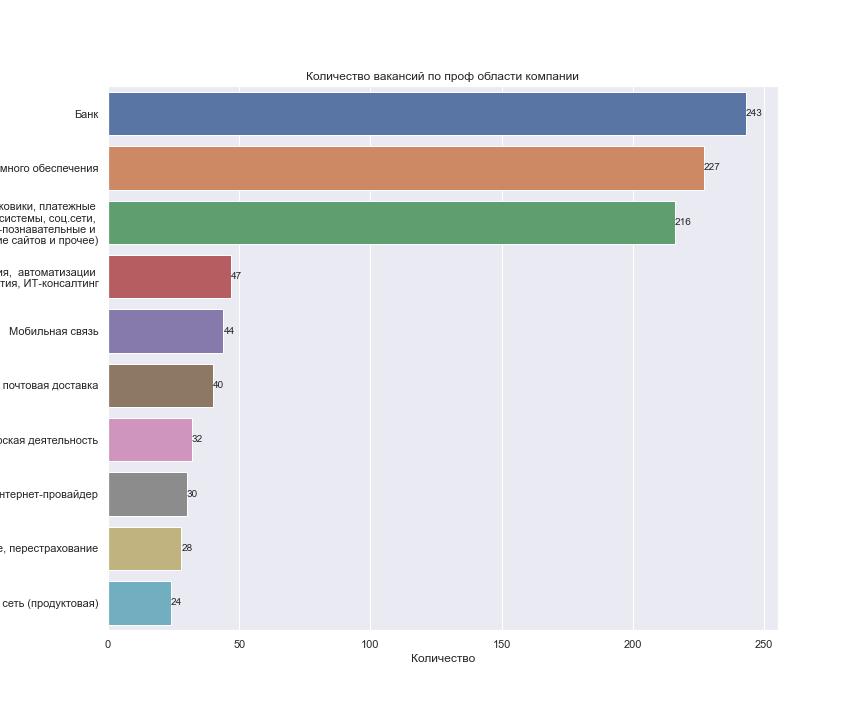 Количество вакансий по проф области компании
Банк
243
много обеспечения
227
ковики, платежные
системы, соц.сети,
-познавательные и
ие сайтов и прочее)
216
ия, автоматизации
тия, ИТ-консалтинг
47
Мобильная связь
44
почтовая доставка
40
рская деятельность
32
нтернет-провайдер
30
е, перестрахование
28
сеть (продуктовая)
24
0 50 100 150 200 250
Количество